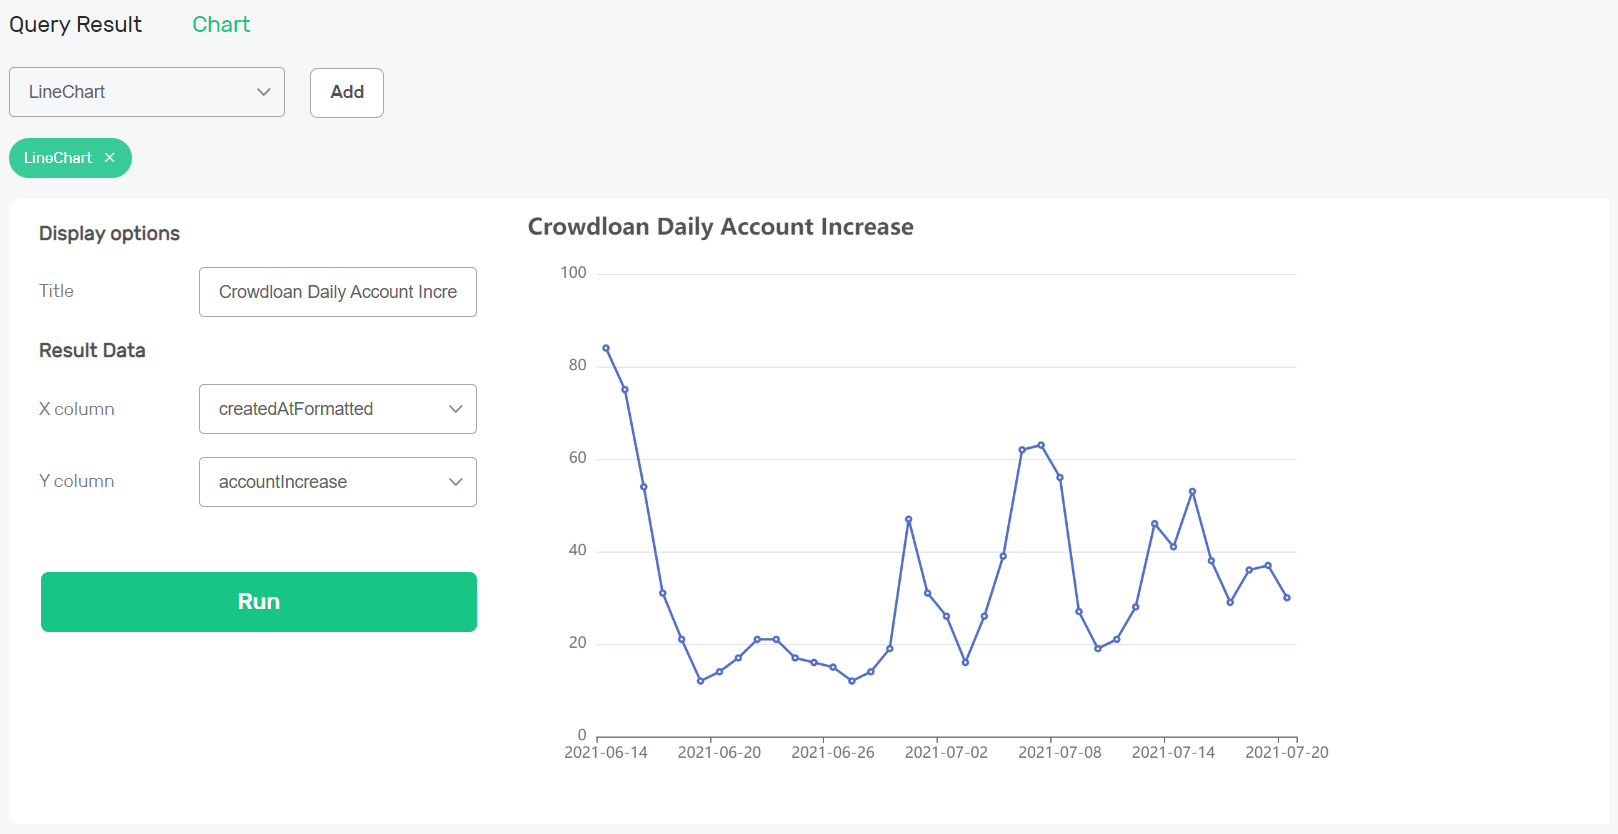 Query Result Chart
LineChart Add
LineChart ×
Display options
Title Crowdloan Daily Account Incre
Result Data
X column createdAtFormatted
Y column accountIncrease
Run
Crowdloan Daily Account Increase
100
80
60
40
20
0
2021-06-14 2021-06-20 2021-06-26 2021-07-02 2021-07-08 2021-07-14 2021-07-20